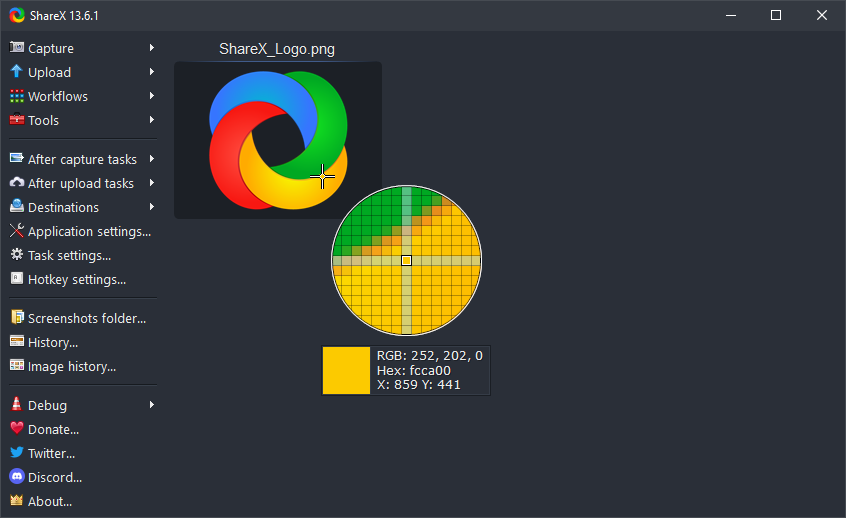 ShareX 13.6.1
Capture
Upload
Workflows
Tools
After capture tasks
After upload tasks
Destinations
Application settings...
Task settings...
Hotkey settings...
Screenshots folder...
History...
Image history...
Debug
Donate...
Twitter...
Discord...
About...
ShareX_Logo.png
RGB: 252, 202, 0
Hex: fcca00
X: 859 Y: 441